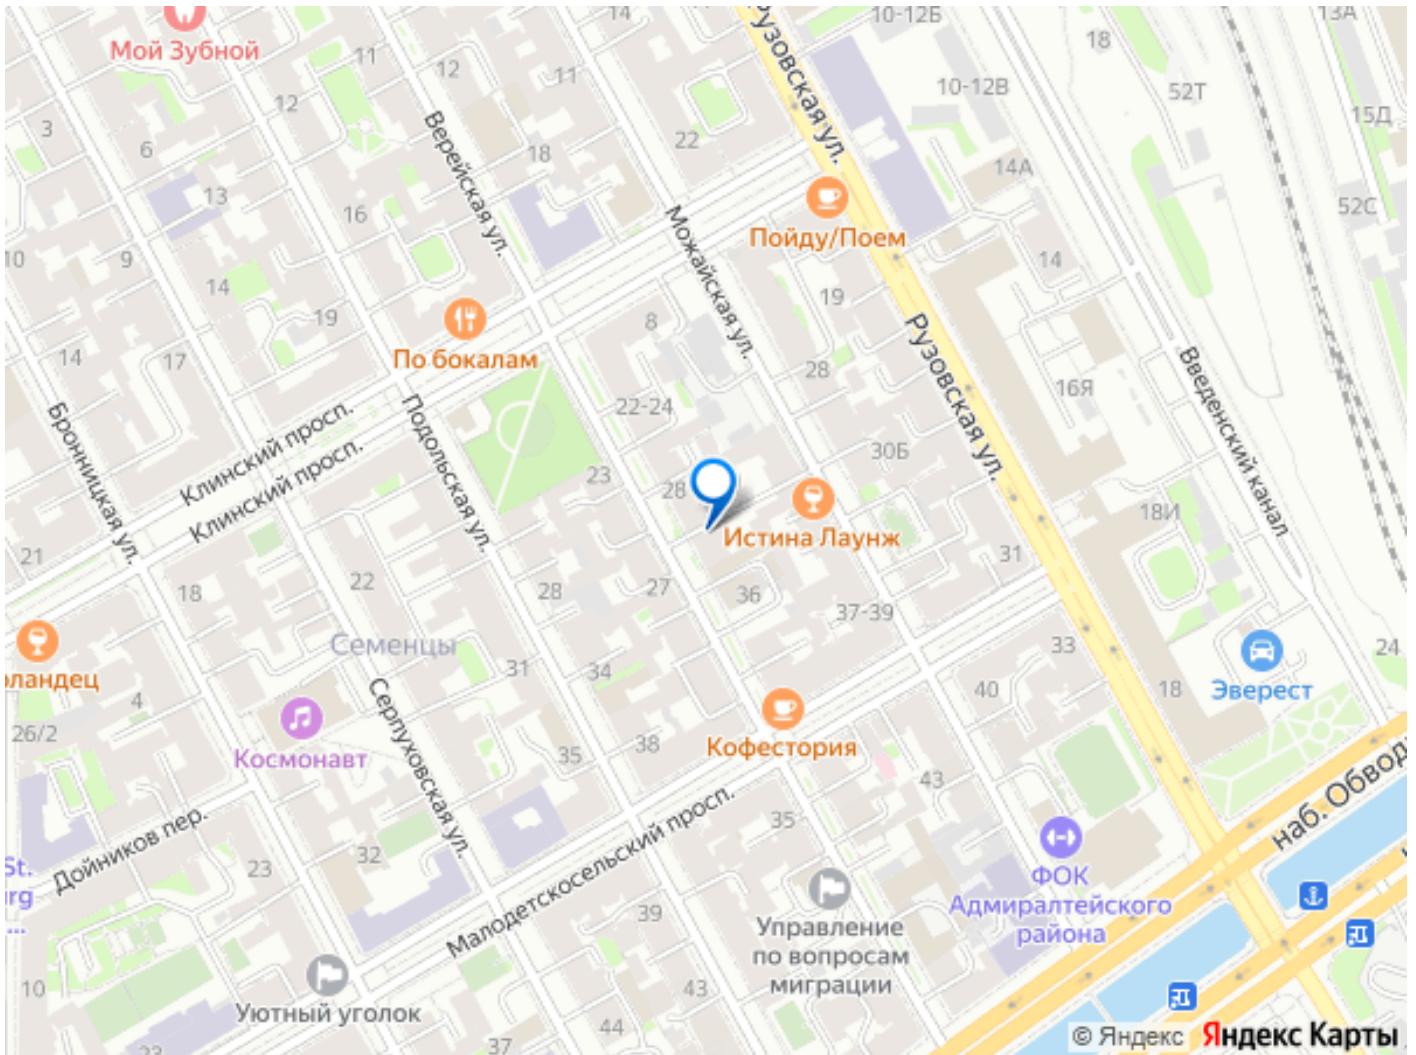 14
10-12Б
13А
Мой Зубной
11
12
11
18
Рузовская ул.
10-12В
52Т
12
15Д
3
6
Верейская ул.
18
22
14А
13
16
52С
Можайская ул.
Пойду/Поем
10
9
14
14
19
8
19
Рузовская ул.
По бокалам
14
17
28
16Я
Введенский канал
Бронницкая ул.
Клинский просп.
Подольская ул.
22-24
30Б
Клинский просп.
23
28
Истина Лаунж
18И
21
31
18
22
28
27
36
37-39
Семенцы
33
24
оландец
31
34
40
18
Эверест
4
26/2
Серпуховская ул.
Космонавт
35
38
Кофестория
43
наб. Обвод
Дойников пер.
Малодетскосельский просп.
35
St.
rg
...
23
32
ФОК
Адмиралтейского
района
39
Управление
по вопросам
миграции
10
Уютный уголок
43
44
23
37
© Яндекс Яндекс Карты